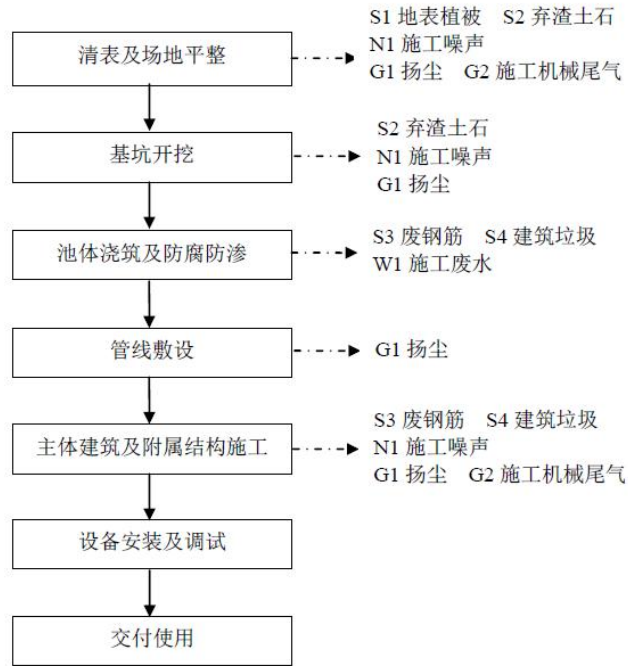 S1 地表植被 S2 弃渣土石
清表及场地平整
N1 施工噪声
G1 扬尘 G2 施工机械尾气
S2 弃渣土石
基坑开挖
N1 施工噪声
G1 扬尘
S3 废钢筋 S4 建筑垃圾
池体浇筑及防腐防渗
W1 施工废水
管线敷设
G1 扬尘
S3 废钢筋 S4 建筑垃圾
主体建筑及附属结构施工
N1 施工噪声
G1 扬尘 G2 施工机械尾气
设备安装及调试
交付使用